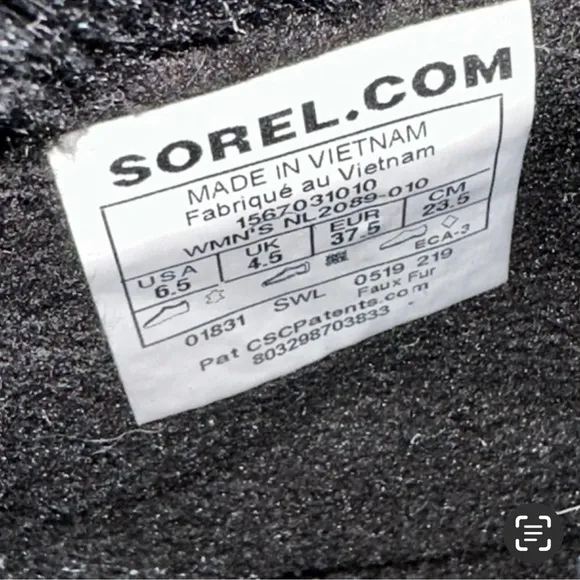 SOREL.COM
MADE IN VIETNAM
Fabriqué au Vietnam
1567031010
WMN'S NL2089-010
USA UK EUR CM
6.5 4.5 37.5 23.5
ECA-3
01831 SWL 0519 219
Faux Fur
Pat CSCPatents.com
803298703833